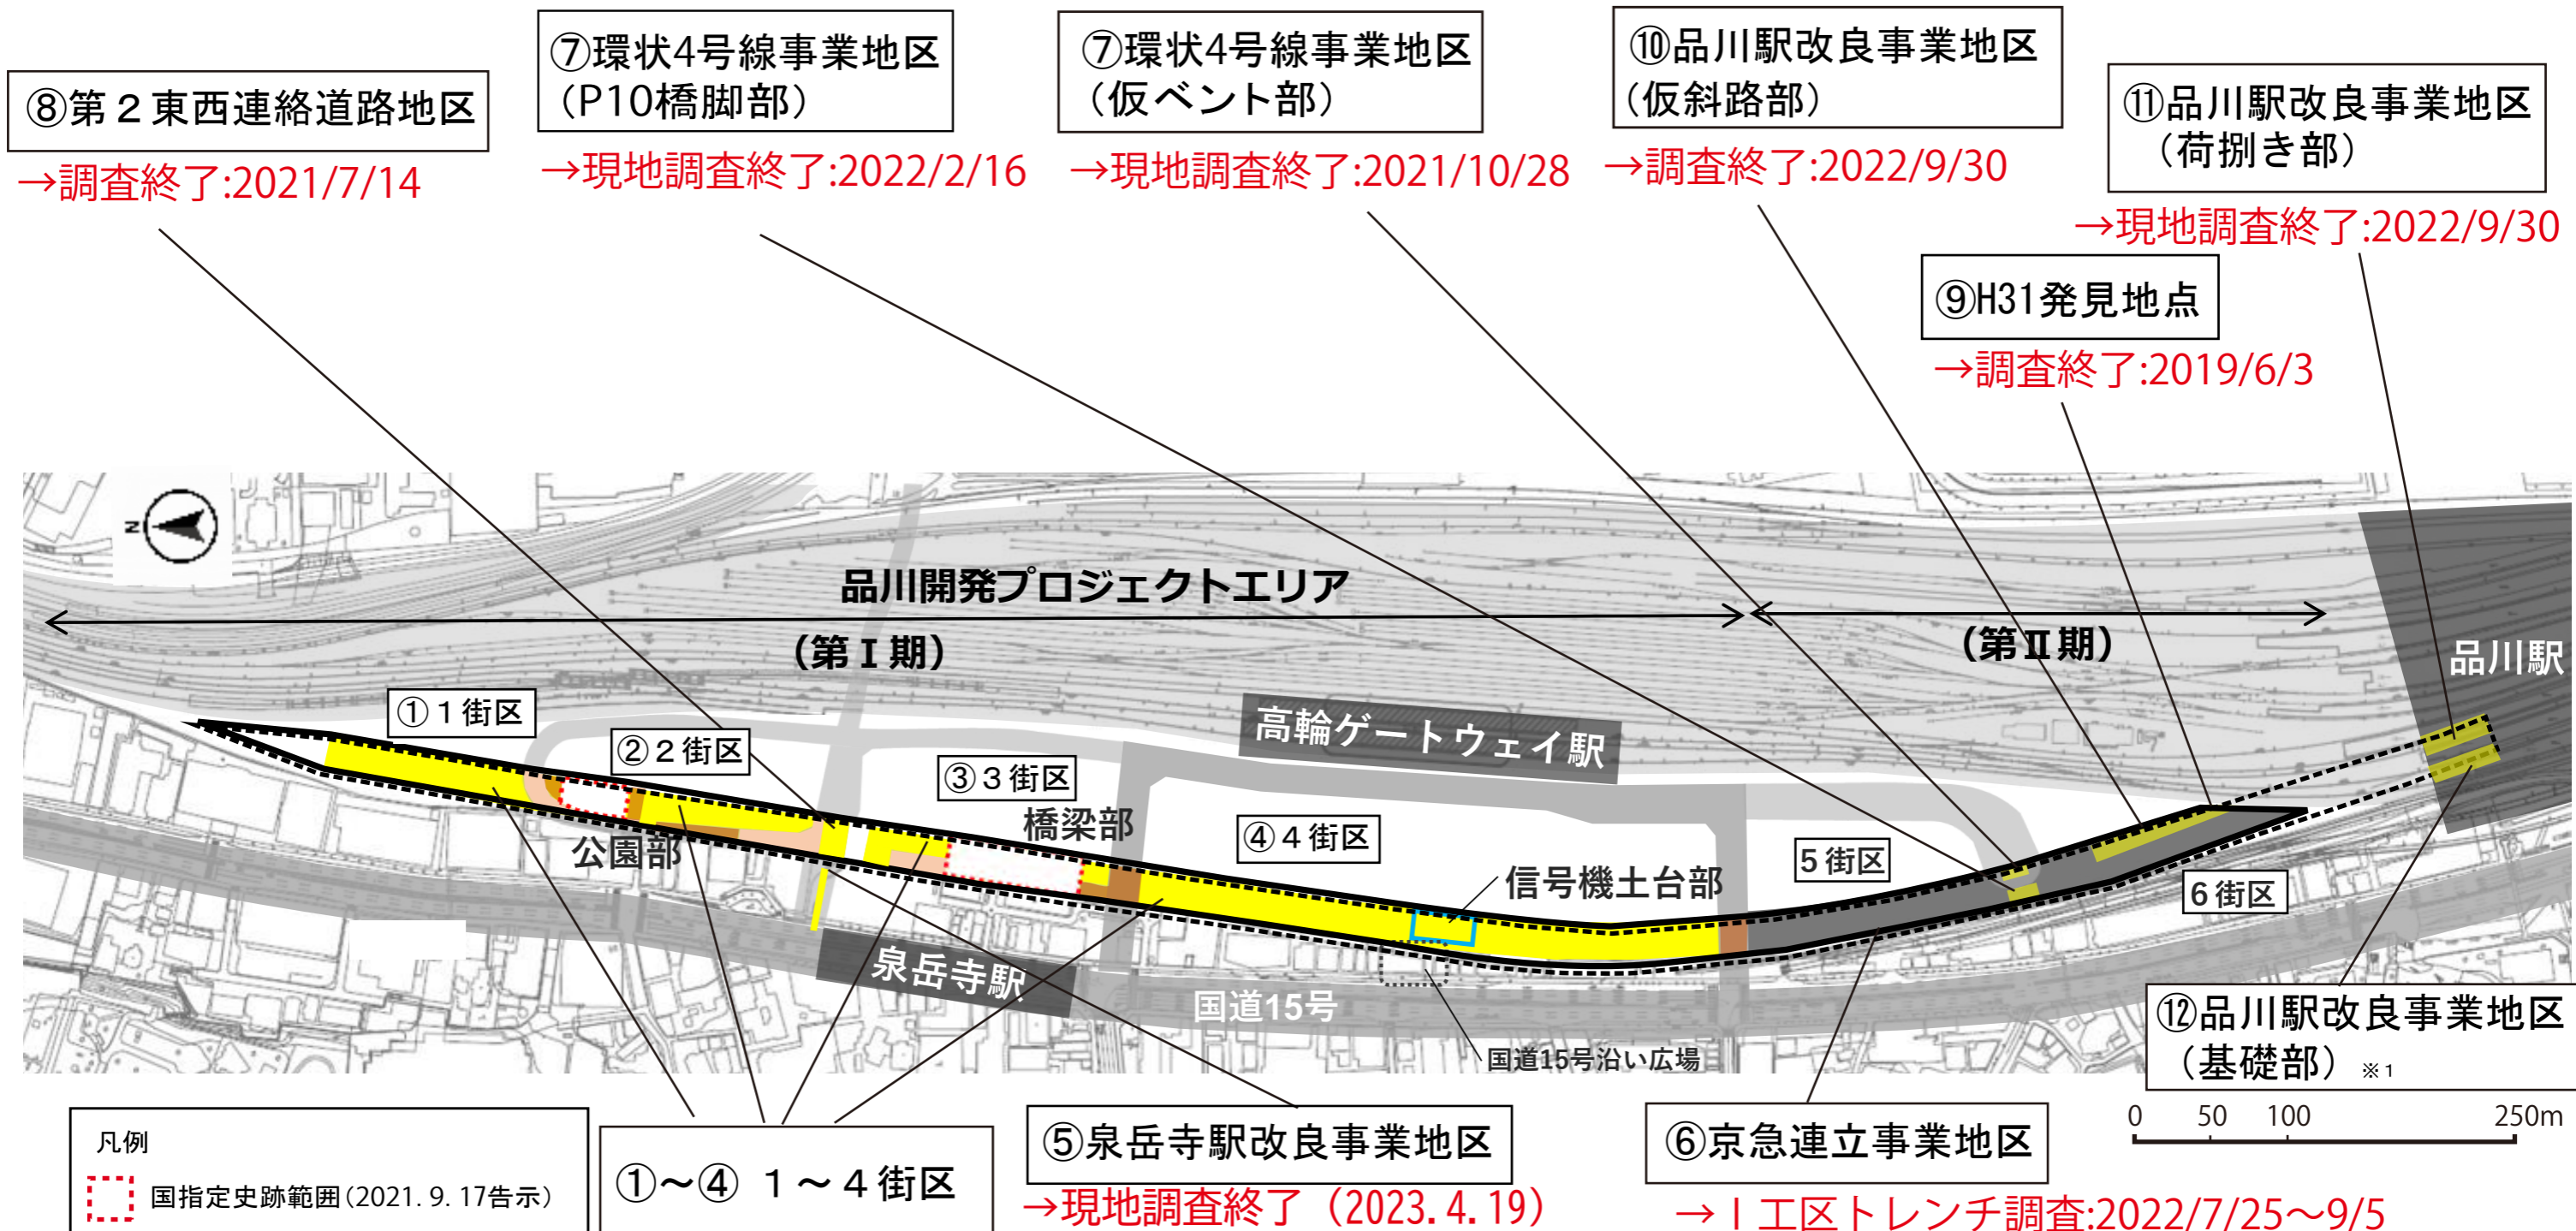 ⑧第２東西連絡道路地区
→調査終了:2021/7/14
⑦環状4号線事業地区
（P10橋脚部）
→現地調査終了:2022/2/16
⑦環状4号線事業地区
（仮ベント部）
→現地調査終了:2021/10/28
⑩品川駅改良事業地区
（仮斜路部）
→調査終了:2022/9/30
⑪品川駅改良事業地区
（荷捌き部）
→現地調査終了:2022/9/30
⑨H31発見地点
→調査終了:2019/6/3
N
品川開発プロジェクトエリア
（第Ⅰ期）
（第Ⅱ期）
品川駅
①１街区
②２街区
③３街区
高輪ゲートウェイ駅
橋梁部
公園部
④４街区
信号機土台部
５街区
６街区
泉岳寺駅
国道15号
国道15号沿い広場
⑫品川駅改良事業地区
（基礎部）※1
0 50 100 250m
凡例
国指定史跡範囲(2021.9.17告示)
①～④ １～４街区
⑤泉岳寺駅改良事業地区
→現地調査終了（2023.4.19）
⑥京急連立事業地区
→Ⅰ工区トレンチ調査:2022/7/25～9/5